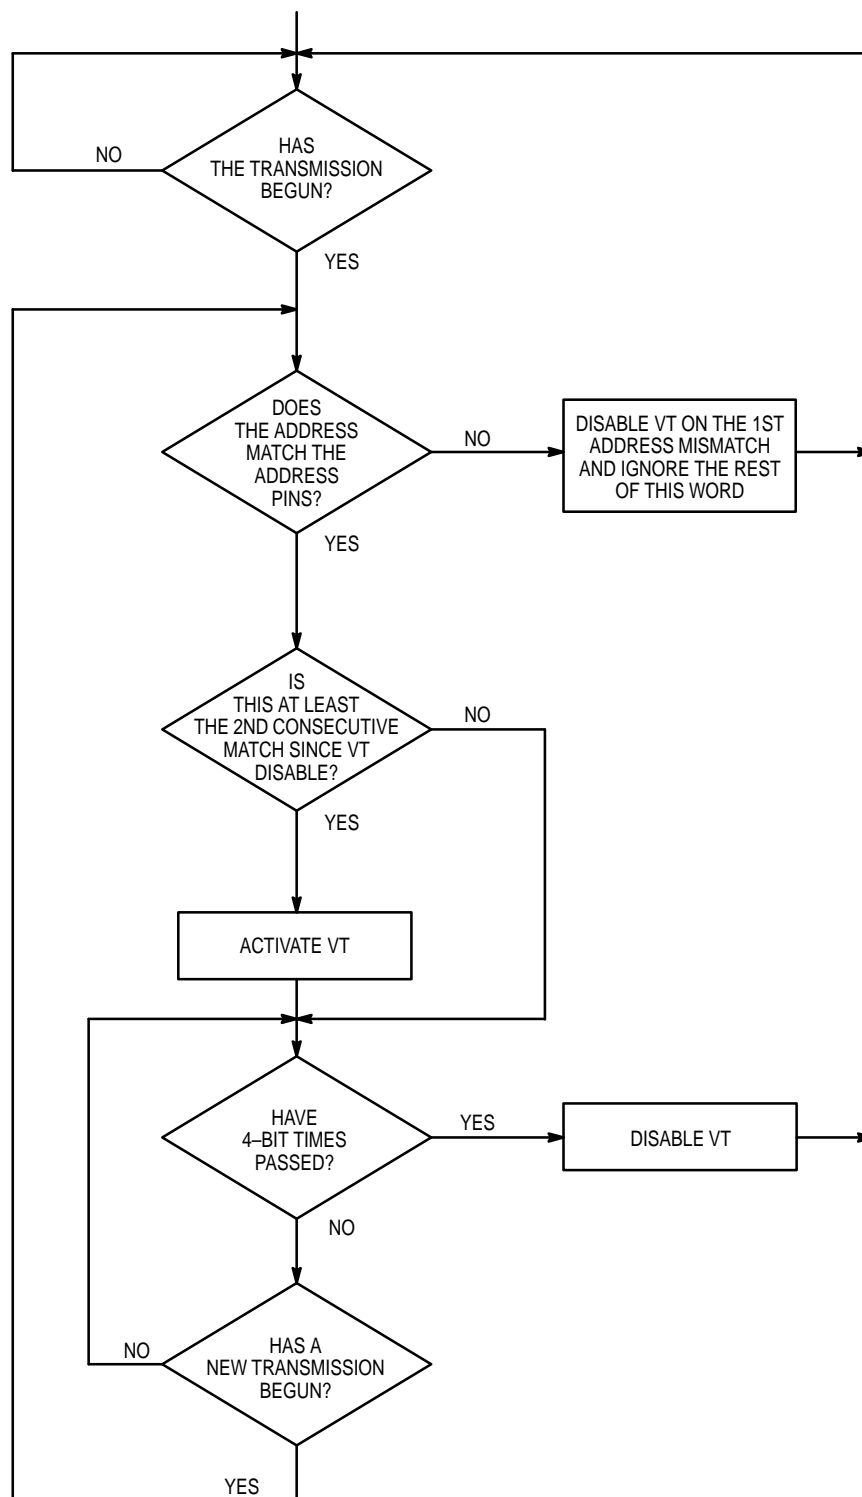 HAS
THE TRANSMISSION
BEGUN?
NO
YES
DOES
THE ADDRESS
MATCH THE
ADDRESS
PINS?
NO
DISABLE VT ON THE 1ST
ADDRESS MISMATCH
AND IGNORE THE REST
OF THIS WORD
YES
IS
THIS AT LEAST
THE 2ND CONSECUTIVE
MATCH SINCE VT
DISABLE?
NO
YES
ACTIVATE VT
HAVE
4–BIT TIMES
PASSED?
YES
DISABLE VT
NO
HAS A
NEW TRANSMISSION
BEGUN?
NO
YES